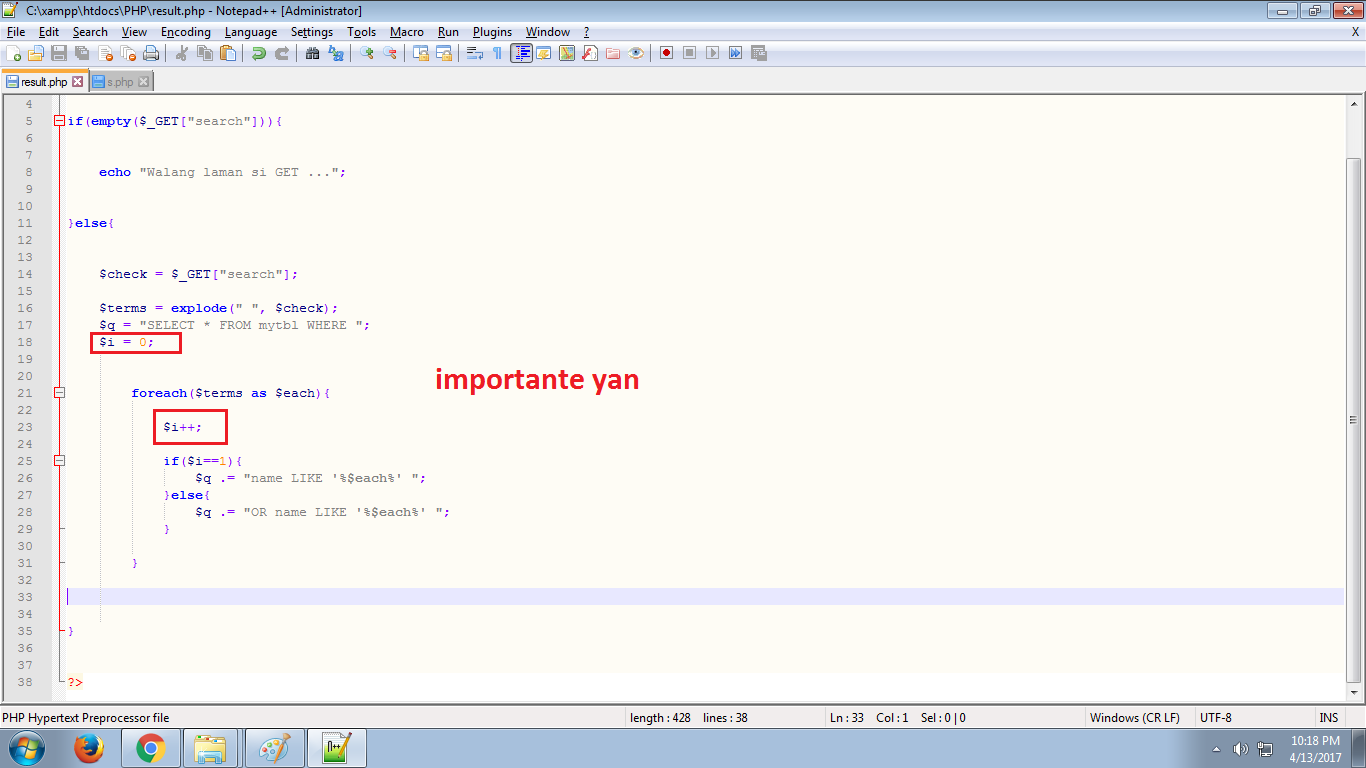 C:\xampp\htdocs\PHP\result.php - Notepad++ [Administrator]
File Edit Search View Encoding Language Settings Tools Macro Run Plugins Window ? X
result.php s.php
4
5 if(empty($_GET["search"])){
6
7
8 echo "Walang laman si GET ...";
9
10
11 }else{
12
13
14 $check = $_GET["search"];
15
16 $terms = explode(" ", $check);
17 $q = "SELECT * FROM mytbl WHERE ";
18 $i = 0;
19
20
importante yan
21 foreach($terms as $each){
22
23 $i++;
24
25 if($i==1){
26 $q .= "name LIKE '%$each%' ";
27 }else{
28 $q .= "OR name LIKE '%$each%' ";
29 }
30
31 }
32
33
34
35 }
36
37
38 ?>
PHP Hypertext Preprocessor file length : 428 lines : 38 Ln : 33 Col : 1 Sel : 0 | 0 Windows (CR LF) UTF-8 INS
10:18 PM
4/13/2017